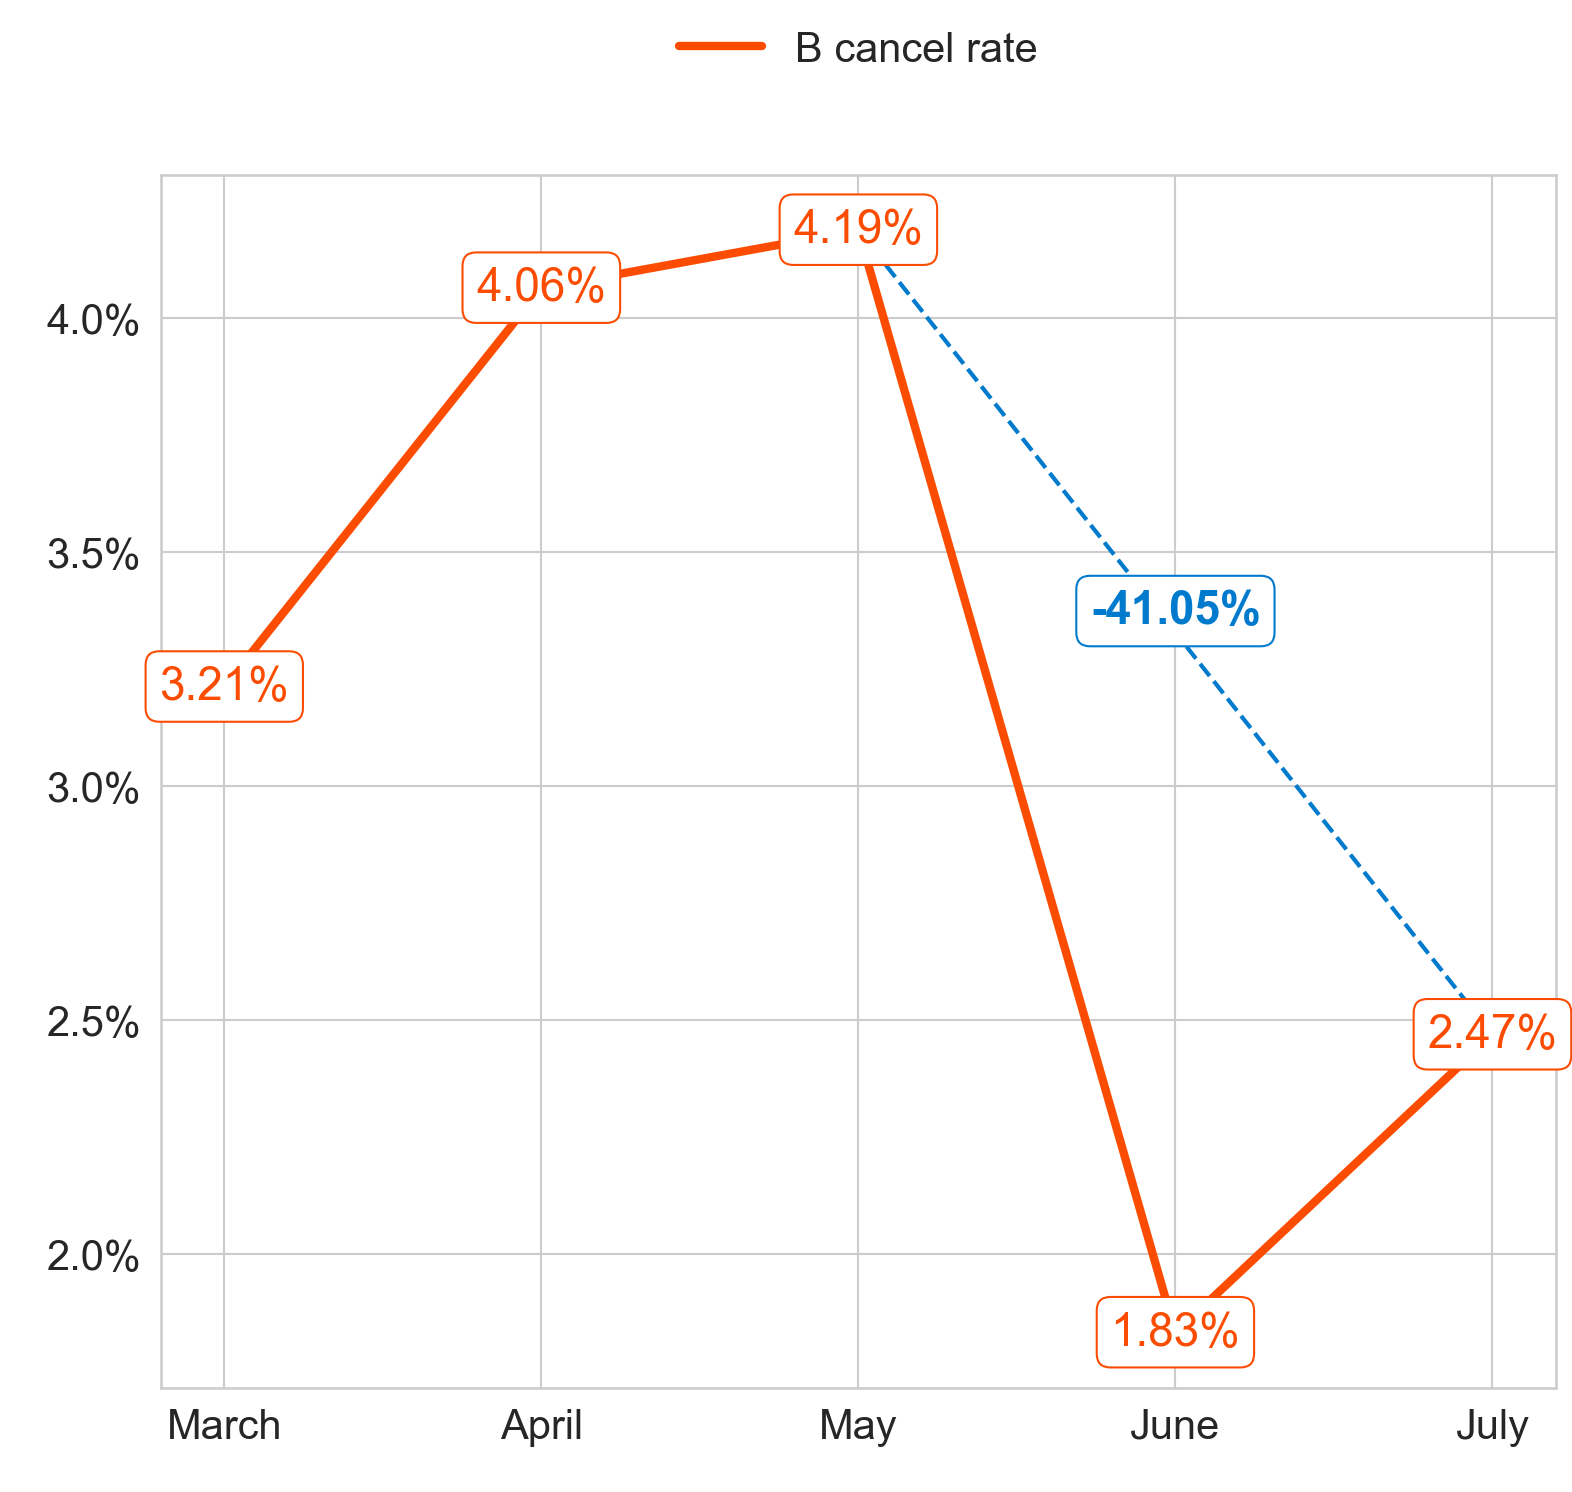 B cancel rate
4.19%
4.06%
4.0%
3.5%
-41.05%
3.21%
3.0%
2.5%
2.47%
2.0%
1.83%
March
April
May
June
July